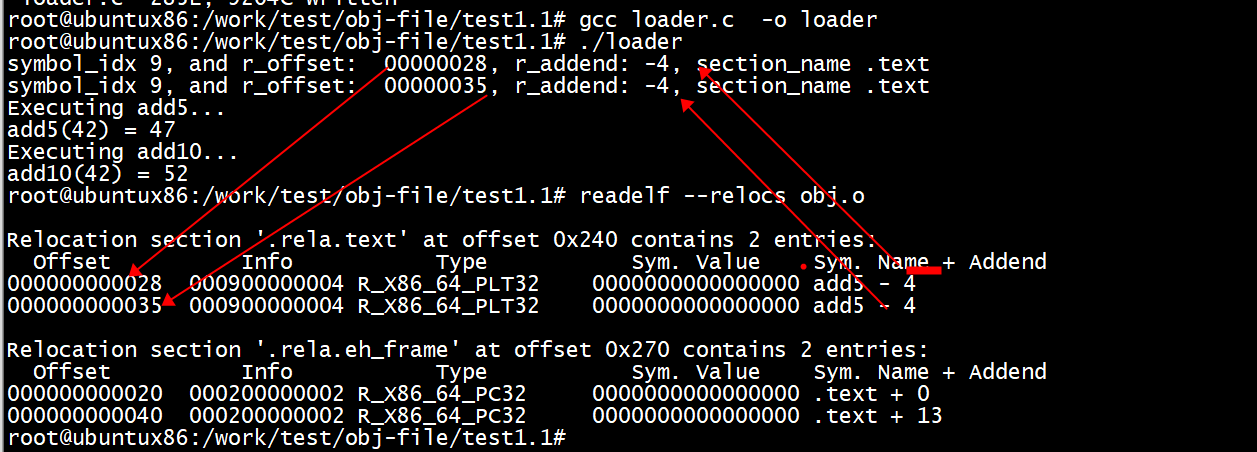 root@ubuntux86:/work/test/obj-file/test1.1# gcc loader.c  -o loader
root@ubuntux86:/work/test/obj-file/test1.1# ./loader
symbol_idx 9, and r_offset:  00000028, r_addend: -4, section_name .text
symbol_idx 9, and r_offset:  00000035, r_addend: -4, section_name .text
Executing add5...
add5(42) = 47
Executing add10...
add10(42) = 52
root@ubuntux86:/work/test/obj-file/test1.1# readelf --relocs obj.o
Relocation section '.rela.text' at offset 0x240 contains 2 entries:
  Offset          Info           Type           Sym. Value    Sym. Name + Addend
000000000028  000900000004 R_X86_64_PLT32    0000000000000000 add5 - 4
000000000035  000900000004 R_X86_64_PLT32    0000000000000000 add5 - 4
Relocation section '.rela.eh_frame' at offset 0x270 contains 2 entries:
  Offset          Info           Type           Sym. Value    Sym. Name + Addend
000000000020  000200000002 R_X86_64_PC32     0000000000000000 .text + 0
000000000040  000200000002 R_X86_64_PC32     0000000000000000 .text + 13
root@ubuntux86:/work/test/obj-file/test1.1#